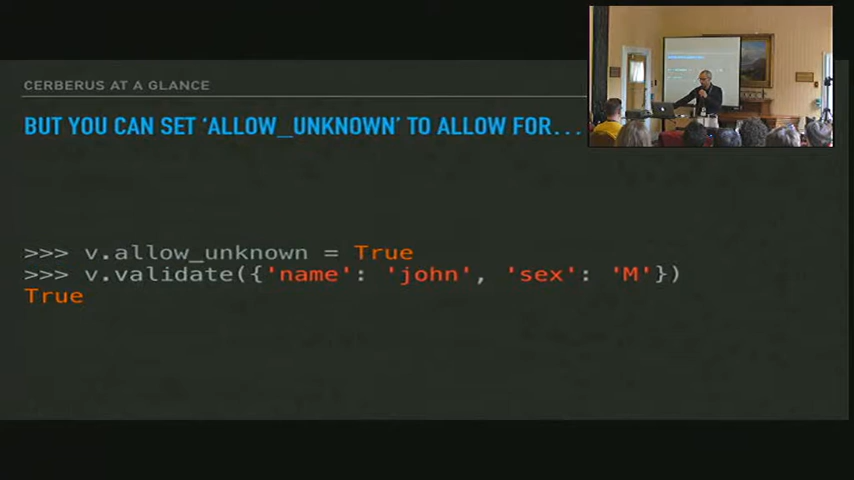 CERBERUS AT A GLANCE
BUT YOU CAN SET ‘ALLOW_UNKNOWN’ TO ALLOW FOR...
>>> v.allow_unknown = True
>>> v.validate({'name': 'john', 'sex': 'M'})
True